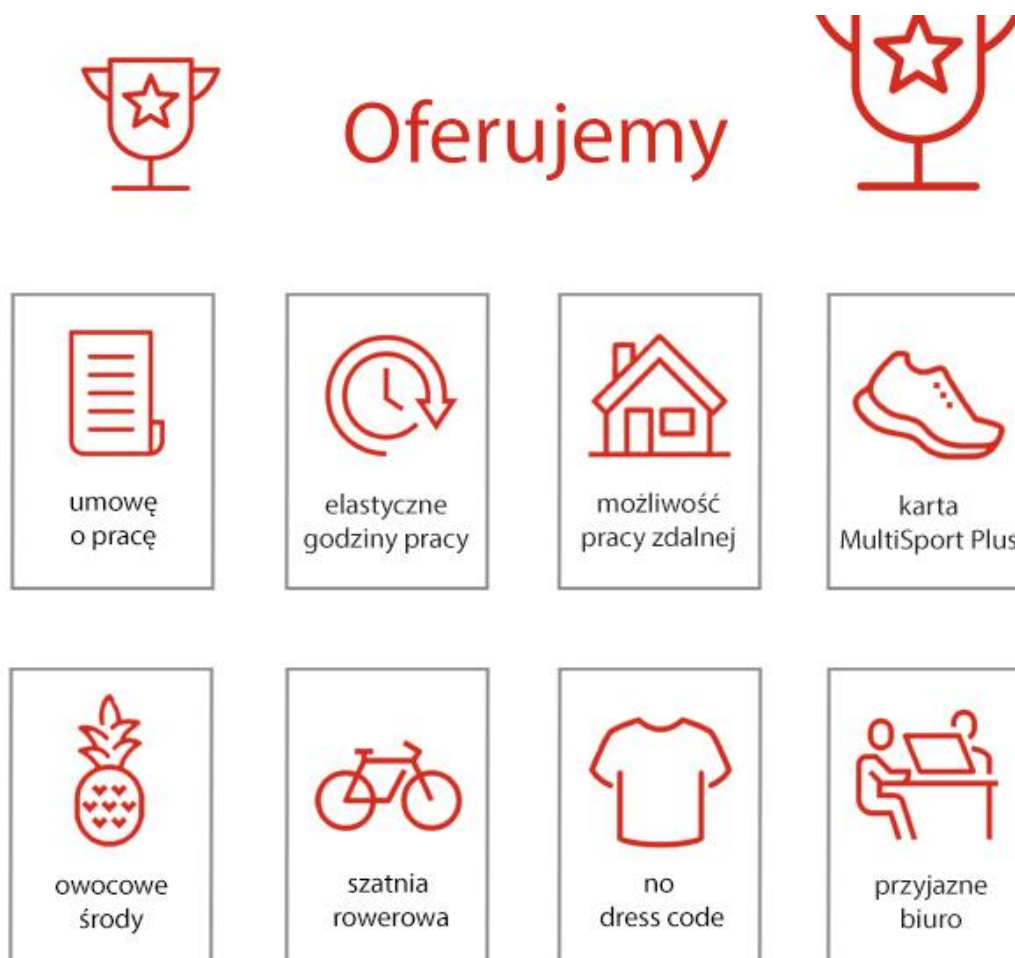 Oferujemy
umowę
o pracę
elastyczne
godziny pracy
możliwość
pracy zdalnej
karta
MultiSport Plus
owocowe
środy
szatnia
rowerowa
no
dress code
przyjazne
biuro